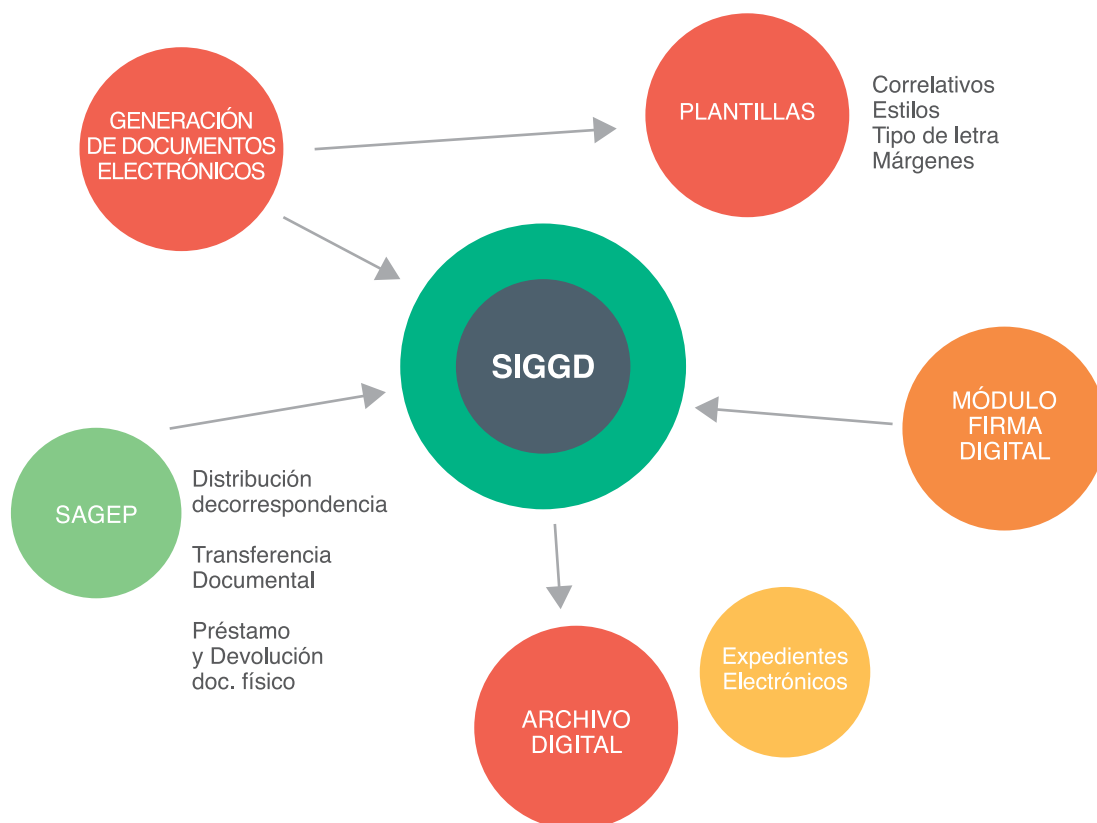 GENERACIÓN
DE DOCUMENTOS
ELECTRÓNICOS
PLANTILLAS
Correlativos
Estilos
Tipo de letra
Márgenes
SIGGD
MÓDULO
FIRMA
DIGITAL
SAGEP
Distribución
decorrespondencia
Transferencia
Documental
Préstamo
y Devolución
doc. físico
Expedientes
Electrónicos
ARCHIVO
DIGITAL